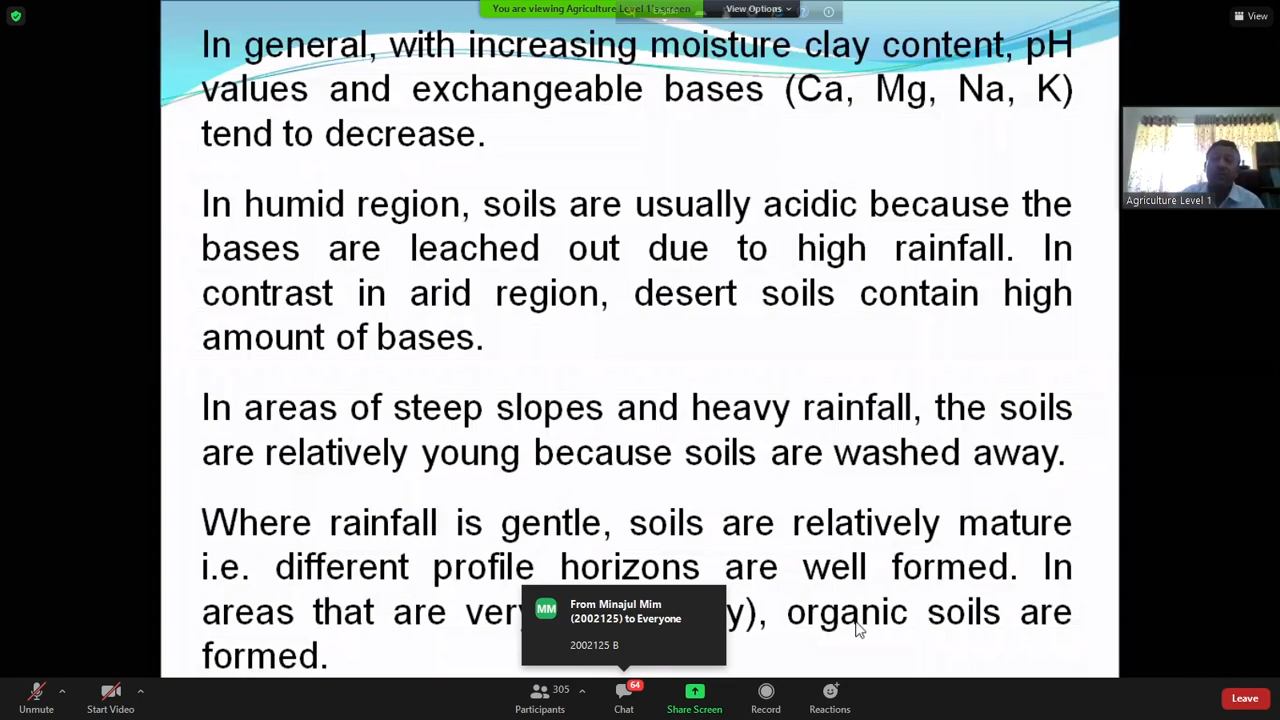 You are viewing Agriculture Level 1's screen
View Options
View
In general, with increasing moisture clay content, pH
values and exchangeable bases (Ca, Mg, Na, K)
tend to decrease.
Agriculture Level 1
In humid region, soils are usually acidic because the
bases are leached out due to high rainfall. In
contrast in arid region, desert soils contain high
amount of bases.
In areas of steep slopes and heavy rainfall, the soils
are relatively young because soils are washed away.
Where rainfall is gentle, soils are relatively mature
i.e. different profile horizons are well formed. In
areas that are very y), organic soils are
formed.
MM
From Minajul Mim
(2002125) to Everyone
2002125 B
Unmute
Start Video
305
Participants
64
Chat
Share Screen
Record
Reactions
Leave